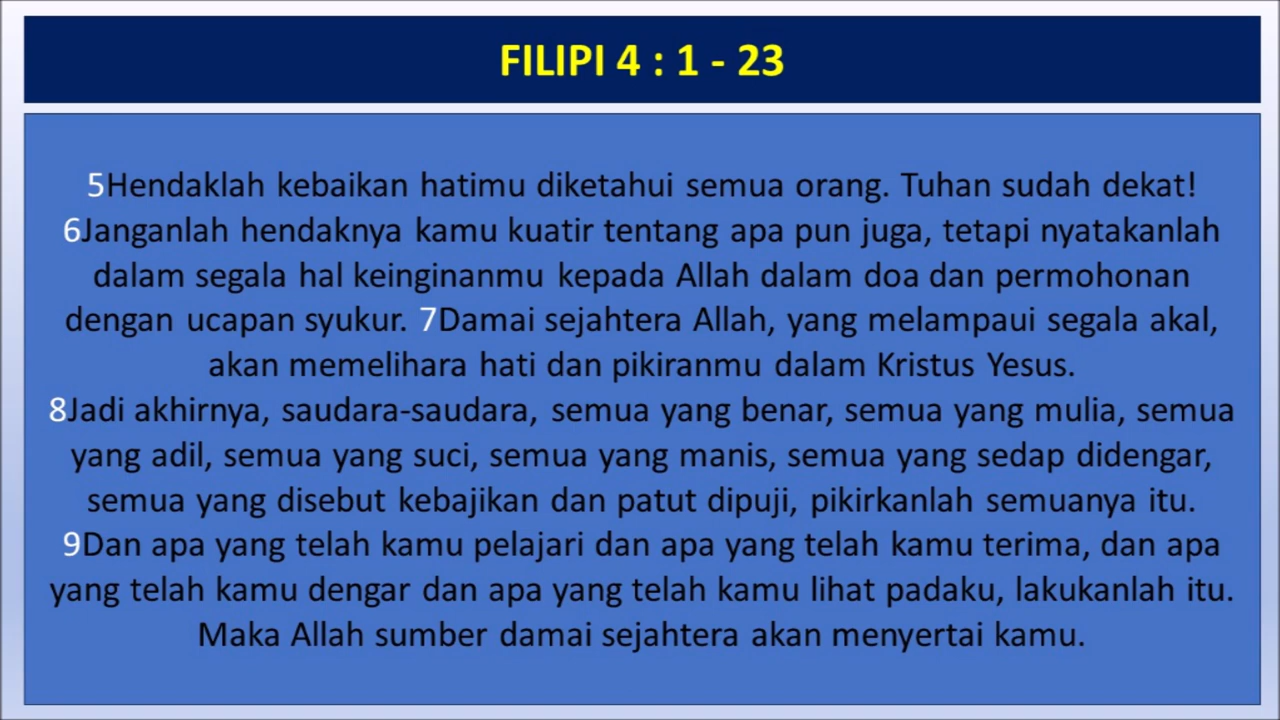 FILIPI 4 : 1 - 23
5Hendaklah kebaikan hatimu diketahui semua orang. Tuhan sudah dekat!
6Janganlah hendaknya kamu kuatir tentang apa pun juga, tetapi nyatakanlah
dalam segala hal keinginanmu kepada Allah dalam doa dan permohonan
dengan ucapan syukur. 7Damai sejahtera Allah, yang melampaui segala akal,
akan memelihara hati dan pikiranmu dalam Kristus Yesus.
8Jadi akhirnya, saudara-saudara, semua yang benar, semua yang mulia, semua
yang adil, semua yang suci, semua yang manis, semua yang sedap didengar,
semua yang disebut kebajikan dan patut dipuji, pikirkanlah semuanya itu.
9Dan apa yang telah kamu pelajari dan apa yang telah kamu terima, dan apa
yang telah kamu dengar dan apa yang telah kamu lihat padaku, lakukanlah itu.
Maka Allah sumber damai sejahtera akan menyertai kamu.